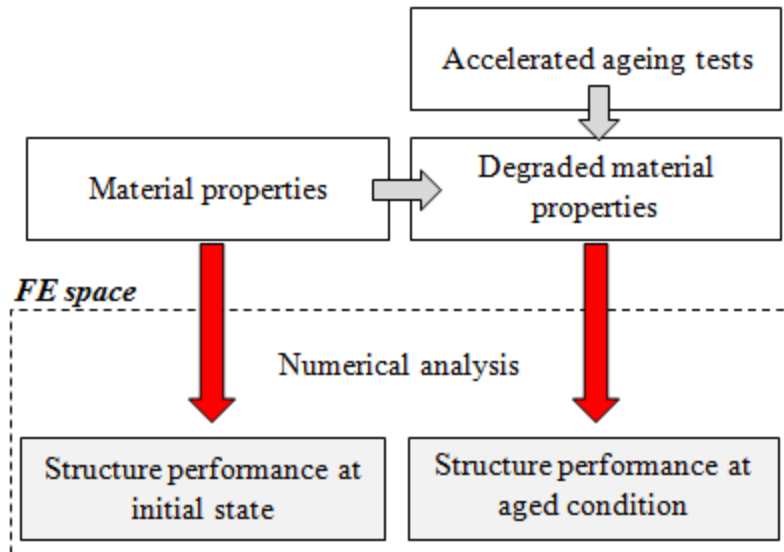 Accelerated ageing tests
Material properties
Degraded material
properties
FE space
Numerical analysis
Structure performance at
initial state
Structure performance at
aged condition